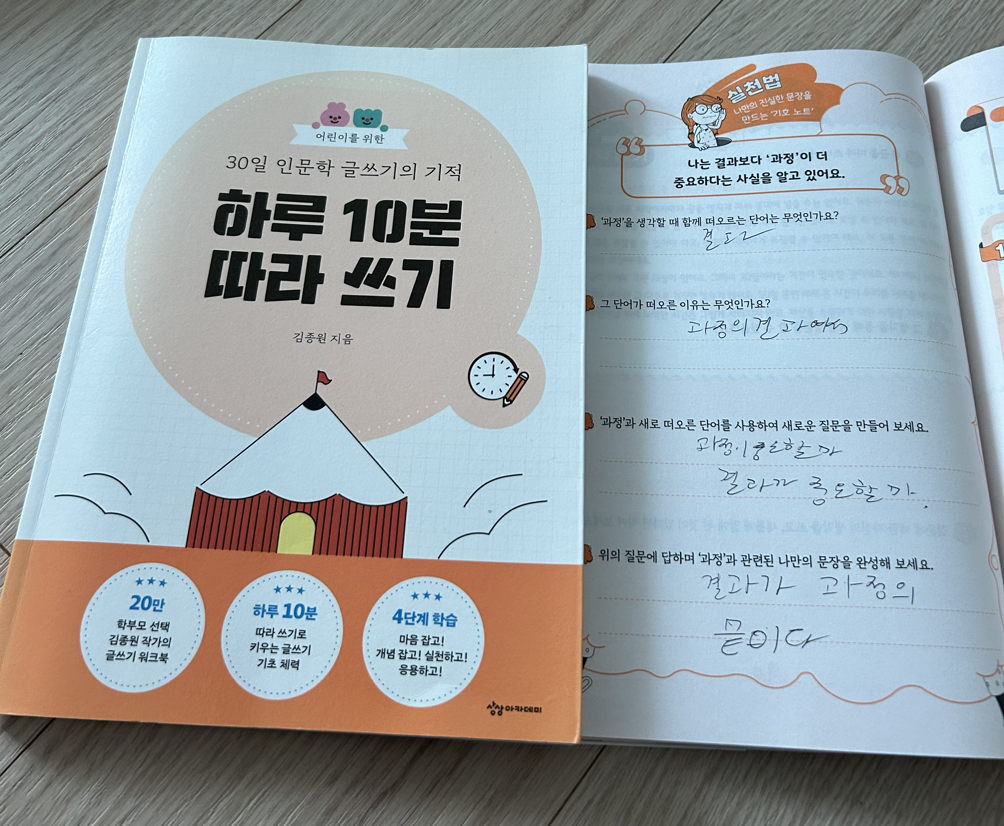 어린이를 위한
30일 인문학 글쓰기의 기적
하루 10분
따라 쓰기
김종원 지음
20만
학부모 선택
김종원 작가의
글쓰기 워크북
하루 10분
따라 쓰기로
키우는 글쓰기
기초 체력
4단계 학습
마음 잡고!
개념 잡고! 실천하고!
응용하고!
상상아카데미
실천법
나만의 진실한 문장을
만드는 '기호 노트'
나는 결과보다 '과정'이 더
중요하다는 사실을 알고 있어요.
'과정'을 생각할 때 함께 떠오르는 단어는 무엇인가요?
결과
그 단어가 떠오른 이유는 무엇인가요?
과정의 결과여서
'과정'과 새로 떠오른 단어를 사용하여 새로운 질문을 만들어 보세요.
과정이 중요할까
결과가 중요할까.
위의 질문에 답하며 '과정'과 관련된 나만의 문장을 완성해 보세요.
결과가 과정의
끝이다